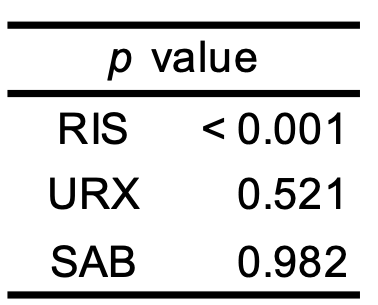 p value
RIS < 0.001
URX 0.521
SAB 0.982